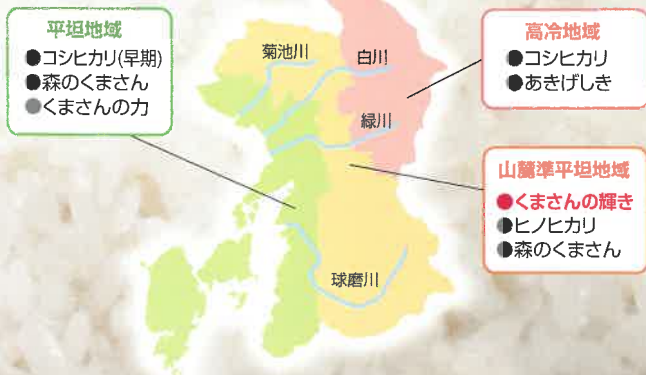 平坦地域
●コシヒカリ(早期)
●森のくまさん
●くまさんの力
菊池川
白川
緑川
球磨川
高冷地域
●コシヒカリ
●あきげしき
山麓準平坦地域
●くまさんの輝き
◑ヒノヒカリ
◑森のくまさん